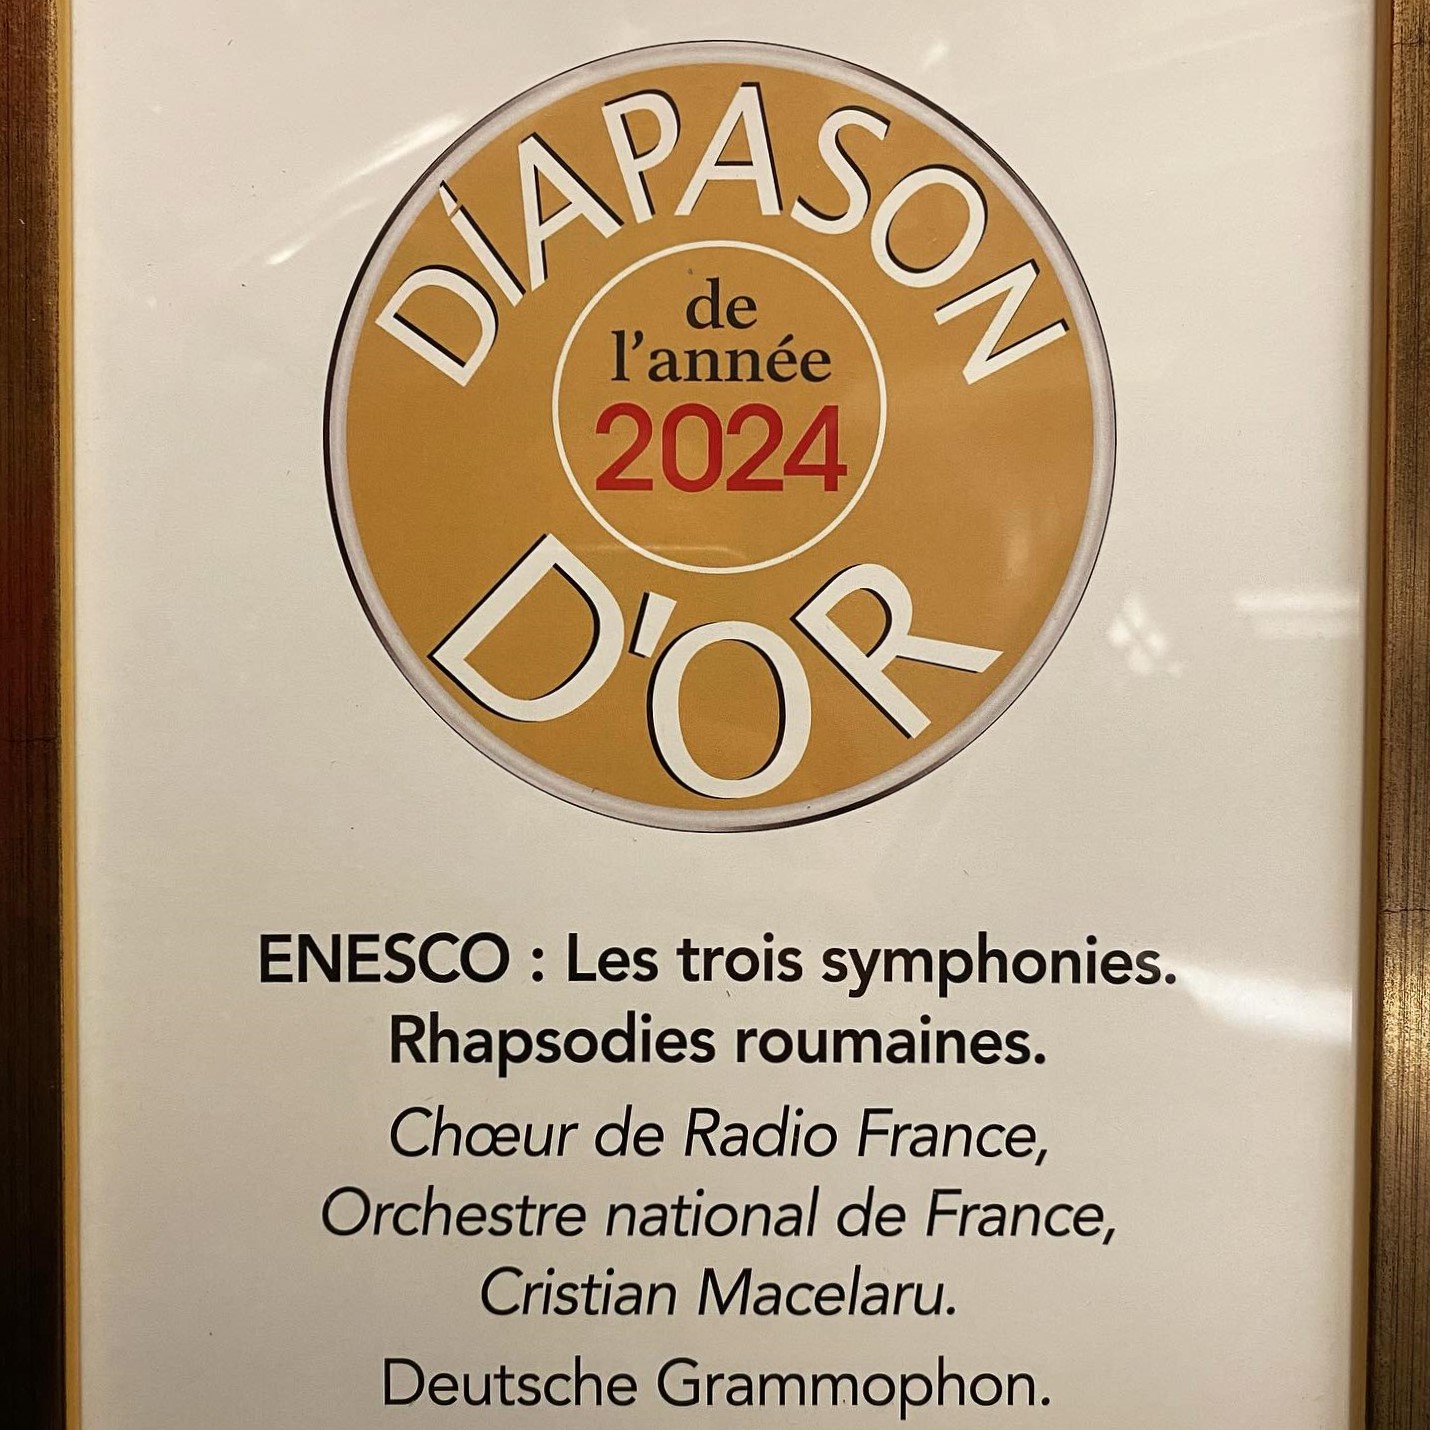 DIAPASON
de
l’année
2024
D'OR
ENESCO : Les trois symphonies.
Rhapsodies roumaines.
Chœur de Radio France,
Orchestre national de France,
Cristian Macelaru.
Deutsche Grammophon.